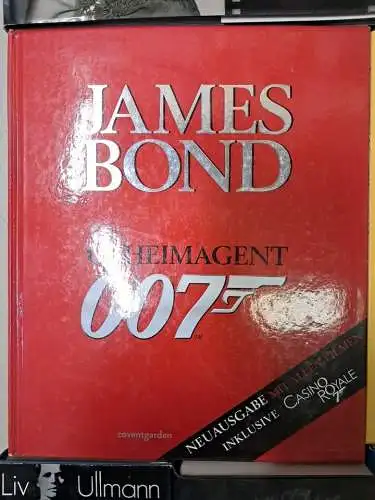 JAMES
BOND
GEHEIMAGENT
007
coventgarden
NEUAUSGABE MIT ALLEN FILMEN
INKLUSIVE CASINO ROYALE
Liv Ullmann